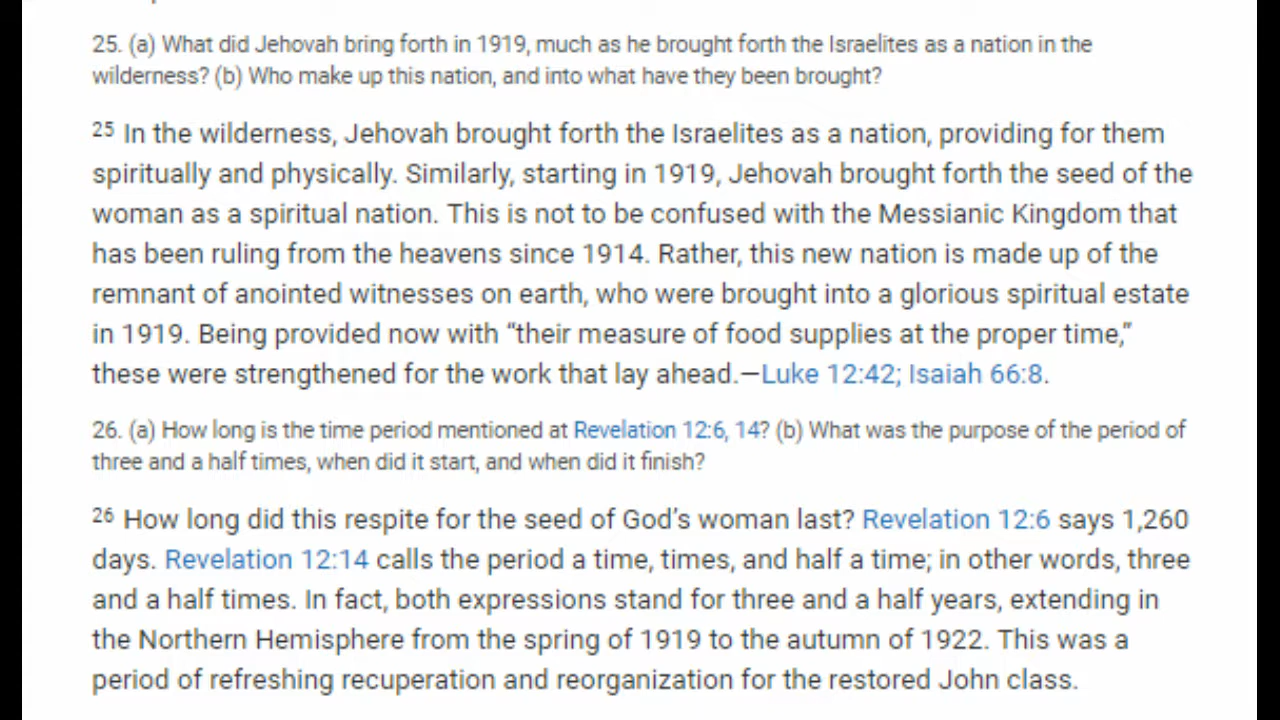 25. (a) What did Jehovah bring forth in 1919, much as he brought forth the Israelites as a nation in the
wilderness? (b) Who make up this nation, and into what have they been brought?
25 In the wilderness, Jehovah brought forth the Israelites as a nation, providing for them
spiritually and physically. Similarly, starting in 1919, Jehovah brought forth the seed of the
woman as a spiritual nation. This is not to be confused with the Messianic Kingdom that
has been ruling from the heavens since 1914. Rather, this new nation is made up of the
remnant of anointed witnesses on earth, who were brought into a glorious spiritual estate
in 1919. Being provided now with “their measure of food supplies at the proper time,”
these were strengthened for the work that lay ahead.—Luke 12:42; Isaiah 66:8.
26. (a) How long is the time period mentioned at Revelation 12:6, 14? (b) What was the purpose of the period of
three and a half times, when did it start, and when did it finish?
26 How long did this respite for the seed of God’s woman last? Revelation 12:6 says 1,260
days. Revelation 12:14 calls the period a time, times, and half a time; in other words, three
and a half times. In fact, both expressions stand for three and a half years, extending in
the Northern Hemisphere from the spring of 1919 to the autumn of 1922. This was a
period of refreshing recuperation and reorganization for the restored John class.